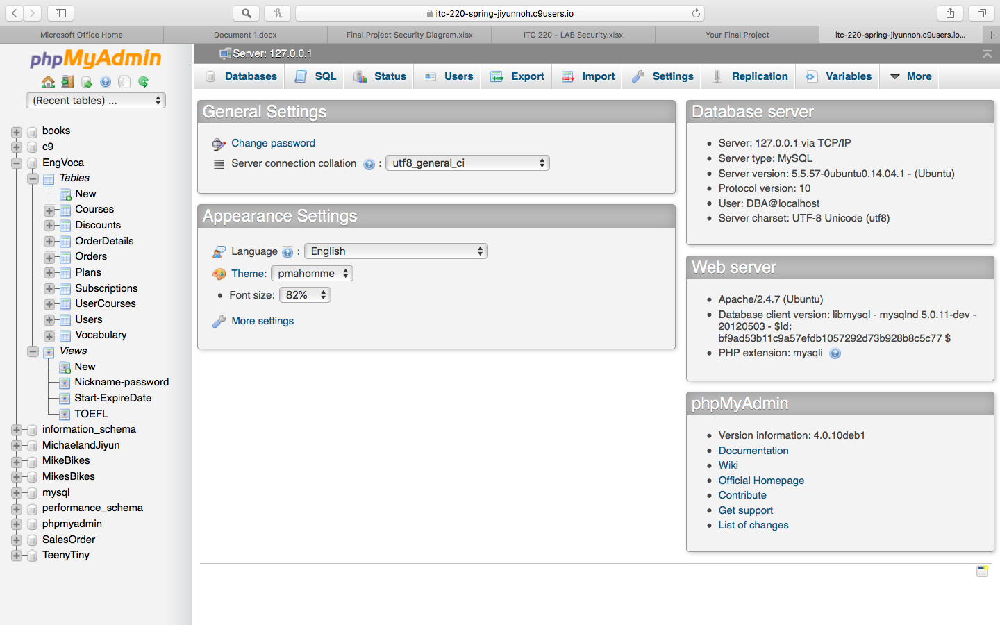 itc-220-spring-jiyunnoh.c9users.io
Microsoft Office Home
Document 1.docx
Final Project Security Diagram.xlsx
ITC 220 - LAB Security.xlsx
Your Final Project
itc-220-spring-jiyunnoh.c9users.io...
phpMyAdmin
(Recent tables) ...
books
c9
EngVoca
Tables
New
Courses
Discounts
OrderDetails
Orders
Plans
Subscriptions
UserCourses
Users
Vocabulary
Views
New
Nickname-password
Start-ExpireDate
TOEFL
information_schema
MichaelandJiyun
MikeBikes
MikesBikes
mysql
performance_schema
phpmyadmin
SalesOrder
TeenyTiny
Server: 127.0.0.1
Databases
SQL
Status
Users
Export
Import
Settings
Replication
Variables
More
General Settings
Change password
Server connection collation : utf8_general_ci
Appearance Settings
Language : English
Theme: pmahomme
• Font size: 82%
More settings
Database server
• Server: 127.0.0.1 via TCP/IP
• Server type: MySQL
• Server version: 5.5.57-0ubuntu0.14.04.1 - (Ubuntu)
• Protocol version: 10
• User: DBA@localhost
• Server charset: UTF-8 Unicode (utf8)
Web server
• Apache/2.4.7 (Ubuntu)
• Database client version: libmysql - mysqlnd 5.0.11-dev -
20120503 - $Id:
bf9ad53b11c9a57efdb1057292d73b928b8c5c77 $
• PHP extension: mysqli
phpMyAdmin
• Version information: 4.0.10deb1
• Documentation
• Wiki
• Official Homepage
• Contribute
• Get support
• List of changes